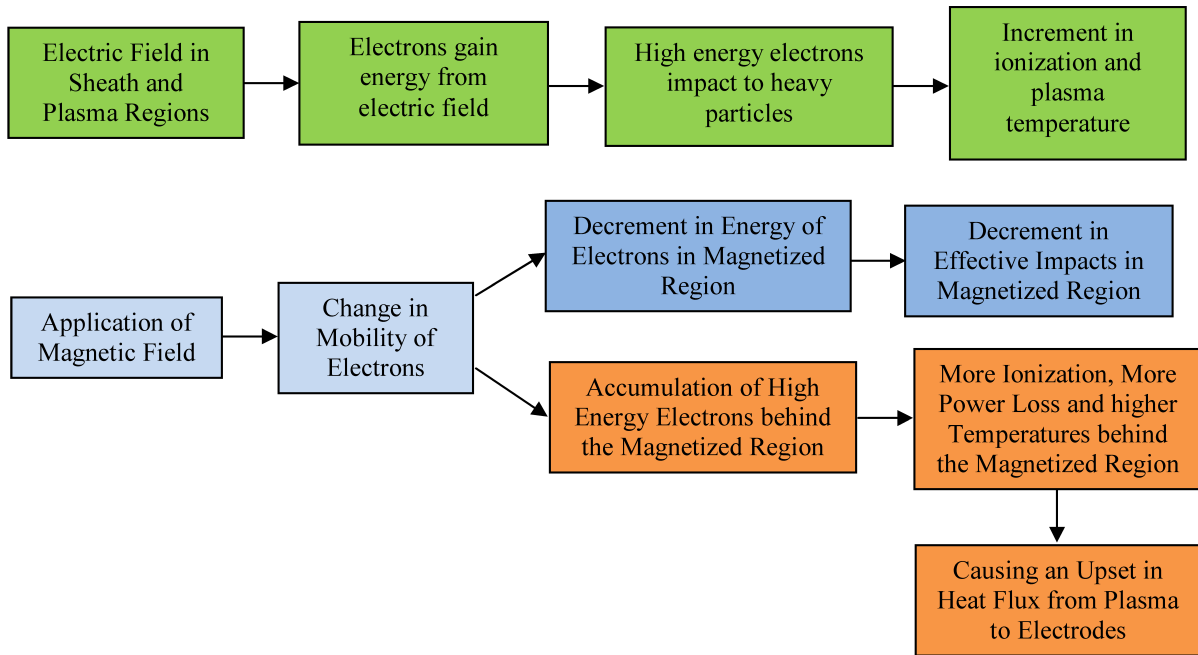 Electric Field in
Sheath and
Plasma Regions
Electrons gain
energy from
electric field
High energy electrons
impact to heavy
particles
Increment in
ionization and
plasma
temperature
Application of
Magnetic Field
Change in
Mobility of
Electrons
Decrement in Energy of
Electrons in Magnetized
Region
Decrement in
Effective Impacts in
Magnetized Region
Accumulation of High
Energy Electrons behind
the Magnetized Region
More Ionization, More
Power Loss and higher
Temperatures behind
the Magnetized Region
Causing an Upset in
Heat Flux from Plasma
to Electrodes